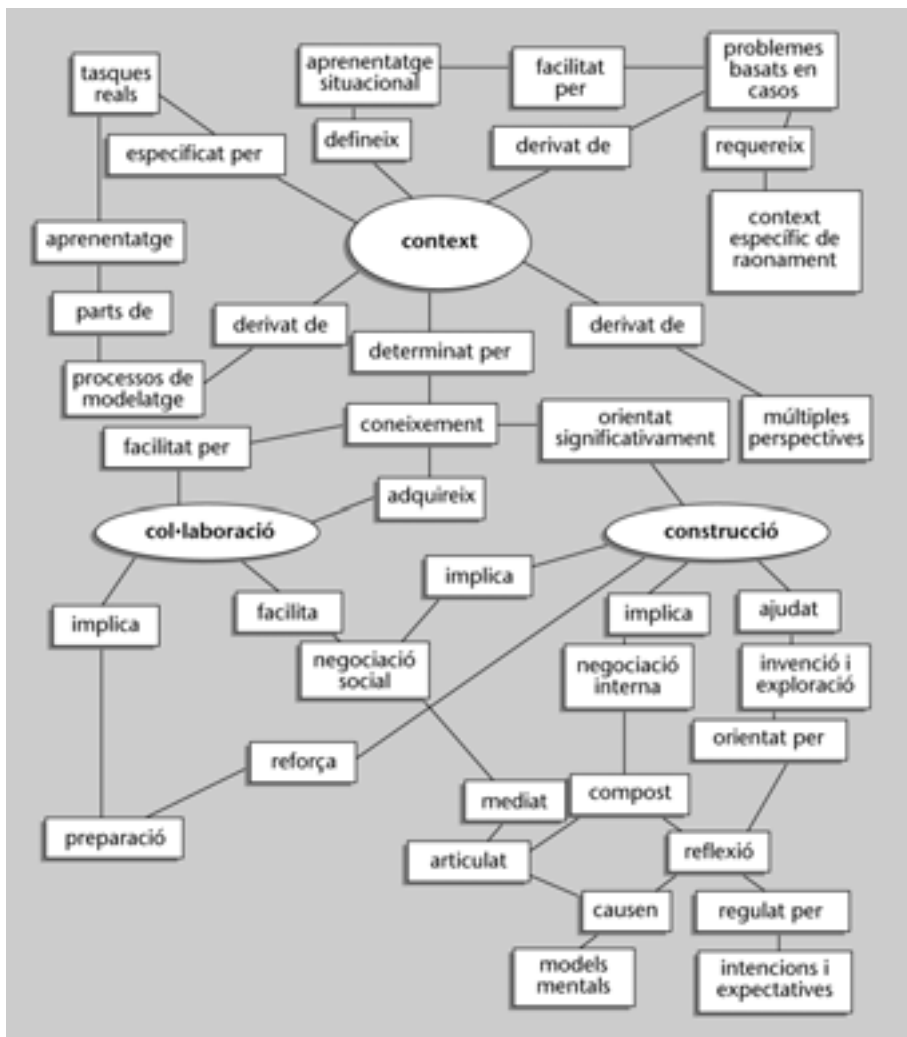 tasques
reals
aprenentatge
situacional
facilitat
per
problemes
basats en
casos
especificat per
defineix
derivat de
requereix
context
específic de
raonament
aprenentatge
context
parts de
derivat de
determinat per
derivat de
processos de
modelatge
facilitat per
coneixement
orientat
significativament
múltiples
perspectives
adquireix
col·laboració
construcció
implica
implica
facilita
implica
ajudat
negociació
social
negociació
interna
invenció i
exploració
reforça
orientat per
mediat
compost
preparació
articulat
reflexió
causen
regulat per
models
mentals
intencions i
expectatives